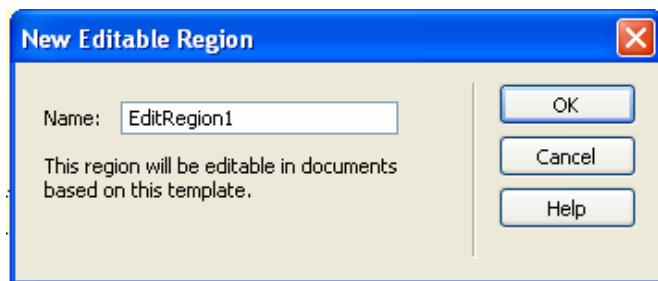 New Editable Region
Name: EditRegion1
This region will be editable in documents
based on this template.
OK
Cancel
Help